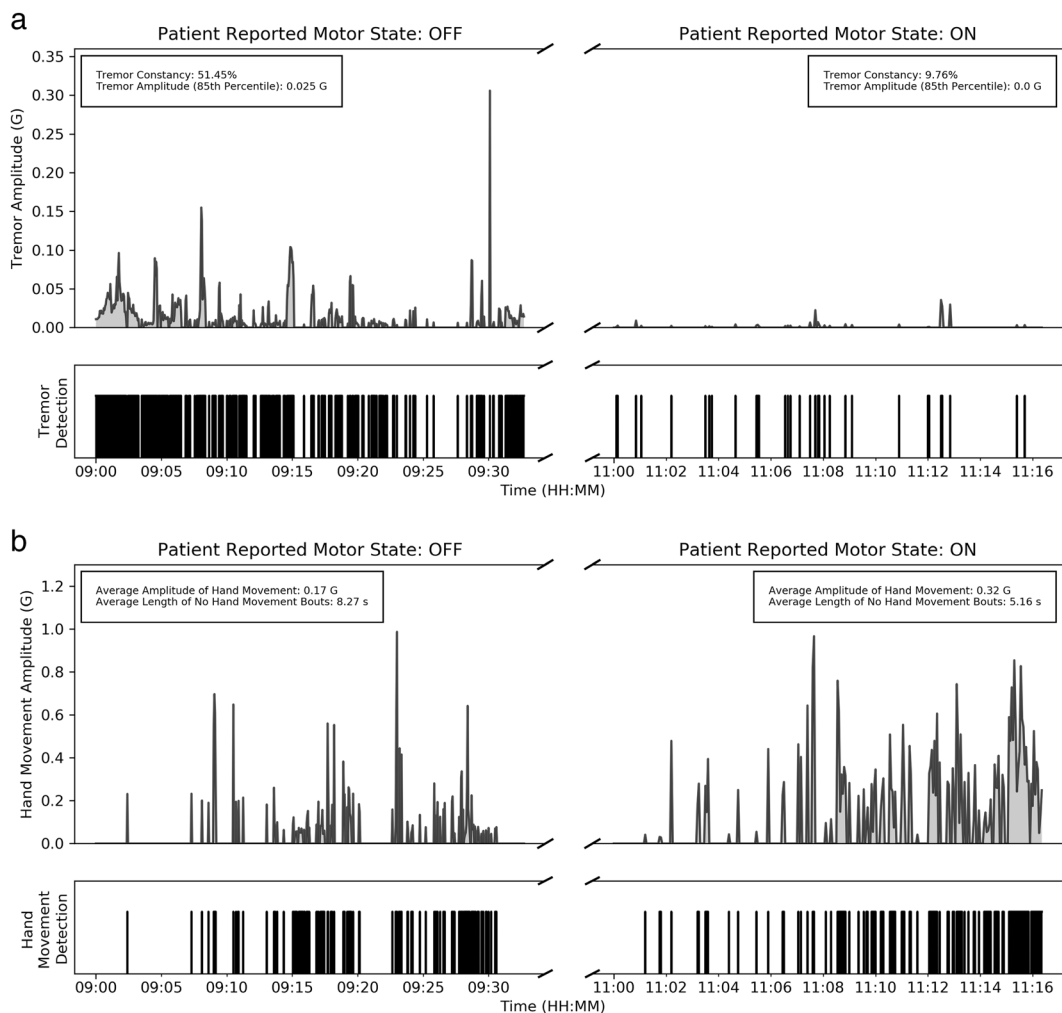 a
Patient Reported Motor State: OFF
Patient Reported Motor State: ON
Tremor Constancy: 51.45%
Tremor Amplitude (85th Percentile): 0.025 G
Tremor Constancy: 9.76%
Tremor Amplitude (85th Percentile): 0.0 G
Tremor Amplitude (G)
0.35
0.30
0.25
0.20
0.15
0.10
0.05
0.00
Tremor
Detection
09:00 09:05 09:10 09:15 09:20 09:25 09:30 11:00 11:02 11:04 11:06 11:08 11:10 11:12 11:14 11:16
Time (HH:MM)
b
Patient Reported Motor State: OFF
Patient Reported Motor State: ON
Average Amplitude of Hand Movement: 0.17 G
Average Length of No Hand Movement Bouts: 8.27 s
Average Amplitude of Hand Movement: 0.32 G
Average Length of No Hand Movement Bouts: 5.16 s
Hand Movement Amplitude (G)
1.2
1.0
0.8
0.6
0.4
0.2
0.0
Hand
Movement
Detection
09:00 09:05 09:10 09:15 09:20 09:25 09:30 11:00 11:02 11:04 11:06 11:08 11:10 11:12 11:14 11:16
Time (HH:MM)